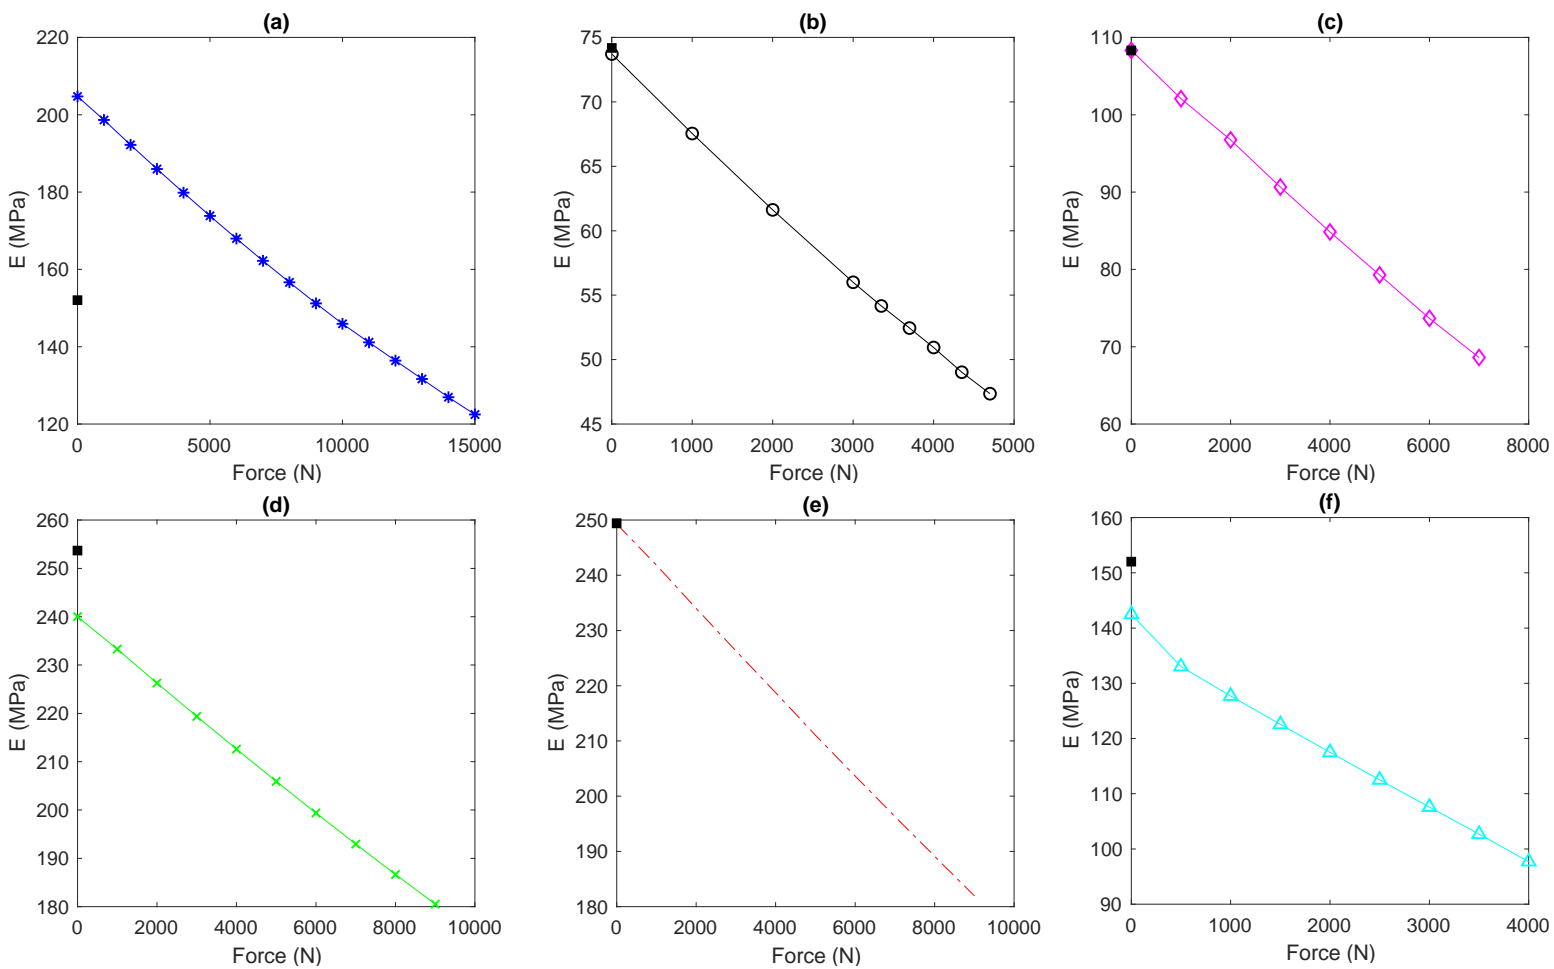 (a)
220
200
180
160
140
120
E (MPa)
0 5000 10000 15000
Force (N)
(b)
75
70
65
60
55
50
45
E (MPa)
0 1000 2000 3000 4000 5000
Force (N)
(c)
110
100
90
80
70
60
E (MPa)
0 2000 4000 6000 8000
Force (N)
(d)
260
250
240
230
220
210
200
190
180
E (MPa)
0 2000 4000 6000 8000 10000
Force (N)
(e)
250
240
230
220
210
200
190
180
E (MPa)
0 2000 4000 6000 8000 10000
Force (N)
(f)
160
150
140
130
120
110
100
90
E (MPa)
0 1000 2000 3000 4000
Force (N)